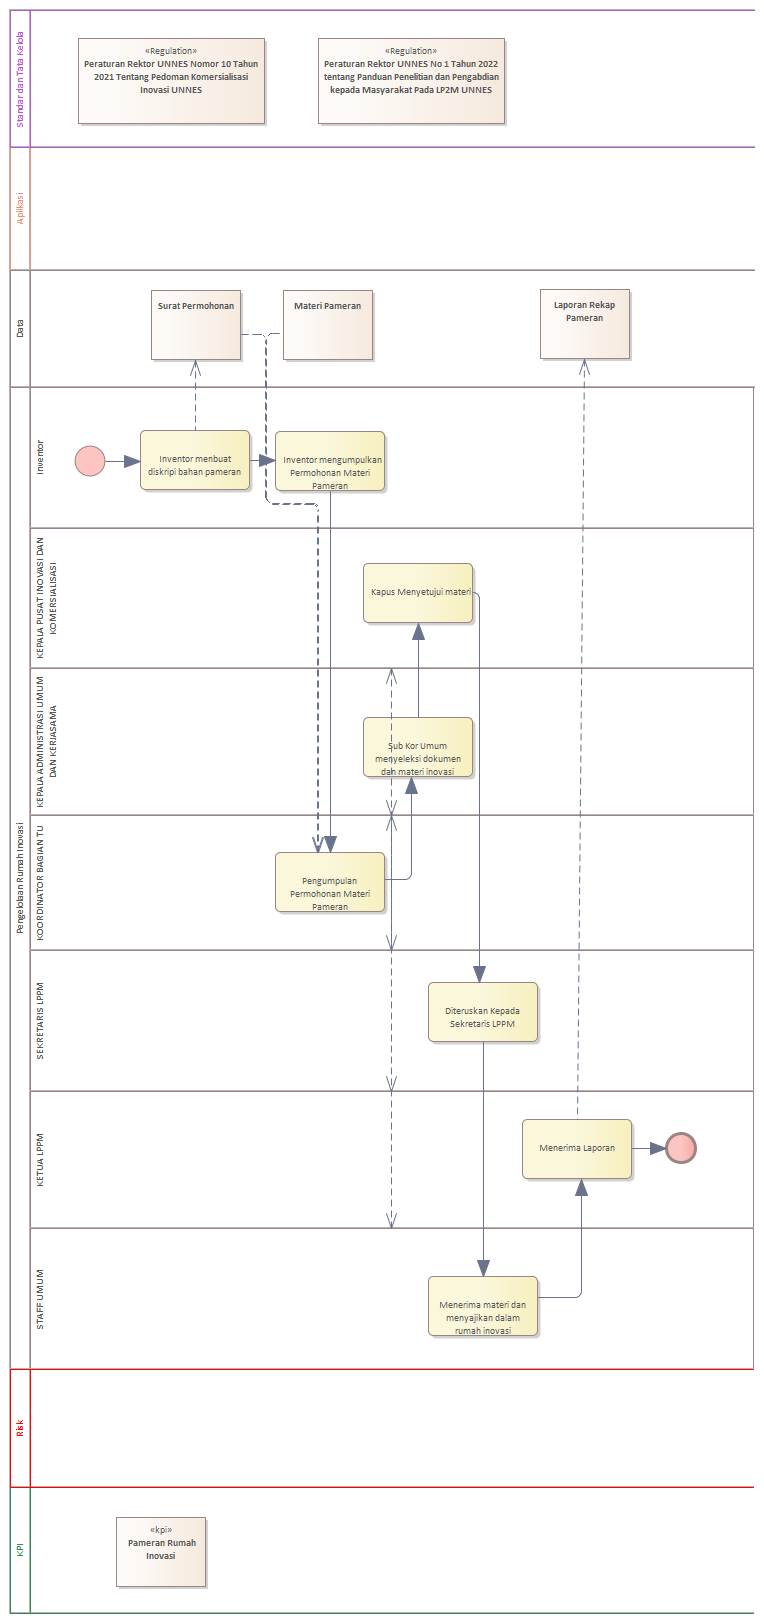 Standar dan Tata Kelola
«Regulation»
Peraturan Rektor UNNES Nomor 10 Tahun
2021 Tentang Pedoman Komersialisasi
Inovasi UNNES
«Regulation»
Peraturan Rektor UNNES No 1 Tahun 2022
tentang Panduan Penelitian dan Pengabdian
kepada Masyarakat Pada LP2M UNNES
Aplikasi
Data
Surat Permohonan
Materi Pameran
Laporan Rekap
Pameran
Pengelolaan Rumah Inovasi
Inventor
Inventor menbuat
diskripi bahan pameran
Inventor mengumpulkan
Permohonan Materi
Pameran
KEPALA PUSAT INOVASI DAN
KOMERSIALISASI
Kapus Menyetujui materi
KEPALA ADMINISTRASI UMUM
DAN KERJASAMA
Sub Kor Umum
menyeleksi dokumen
dan materi inovasi
KOORDINATOR BAGIAN TU
Pengumpulan
Permohonan Materi
Pameran
SEKRETARIS LPPM
Diteruskan Kepada
Sekretaris LPPM
KETUA LPPM
Menerima Laporan
STAFF UMUM
Menerima materi dan
menyajikan dalam
rumah inovasi
Risk
KPI
«kpi»
Pameran Rumah
Inovasi